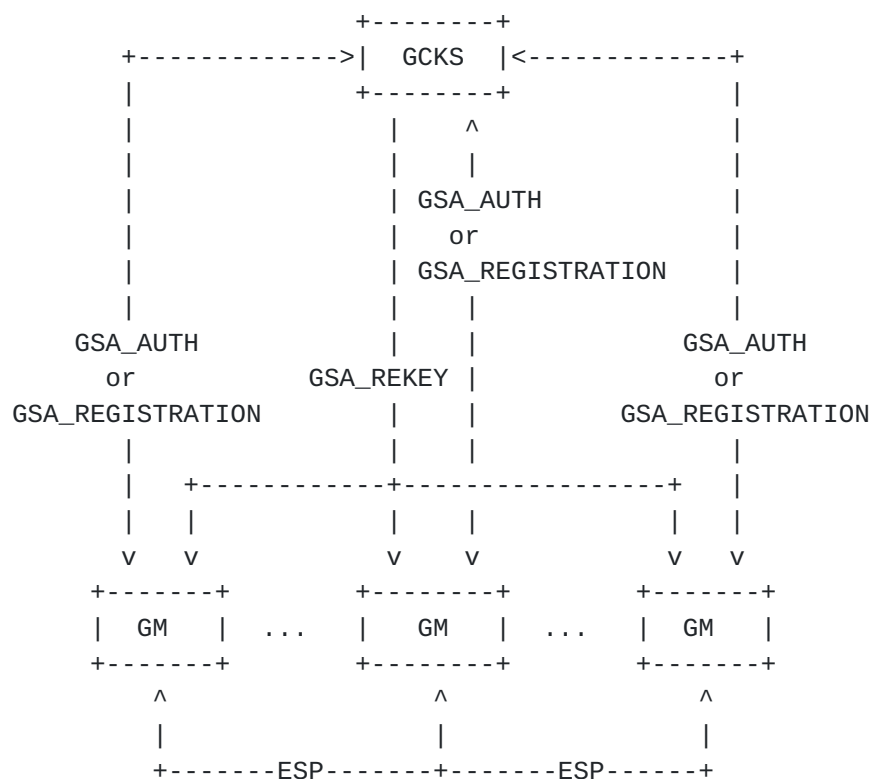 GCKS
GSA_AUTH
or
GSA_REGISTRATION
GSA_AUTH GSA_AUTH
or GSA_REKEY or
GSA_REGISTRATION GSA_REGISTRATION
GM ... GM ... GM
ESP ESP